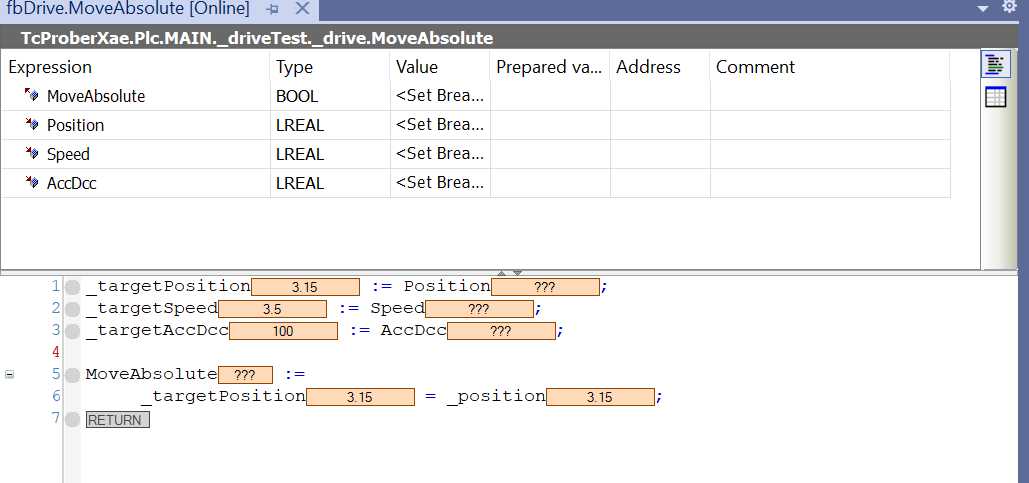 fbDrive.MoveAbsolute [Online]
TcProberXae.Plc.MAIN._driveTest._drive.MoveAbsolute
Expression Type Value Prepared va... Address Comment
MoveAbsolute BOOL <Set Brea...
Position LREAL <Set Brea...
Speed LREAL <Set Brea...
AccDcc LREAL <Set Brea...
1 _targetPosition 3.15 := Position ??? ;
2 _targetSpeed 3.5 := Speed ??? ;
3 _targetAccDcc 100 := AccDcc ??? ;
4
5 MoveAbsolute ??? :=
6 _targetPosition 3.15 = _position 3.15 ;
7 RETURN